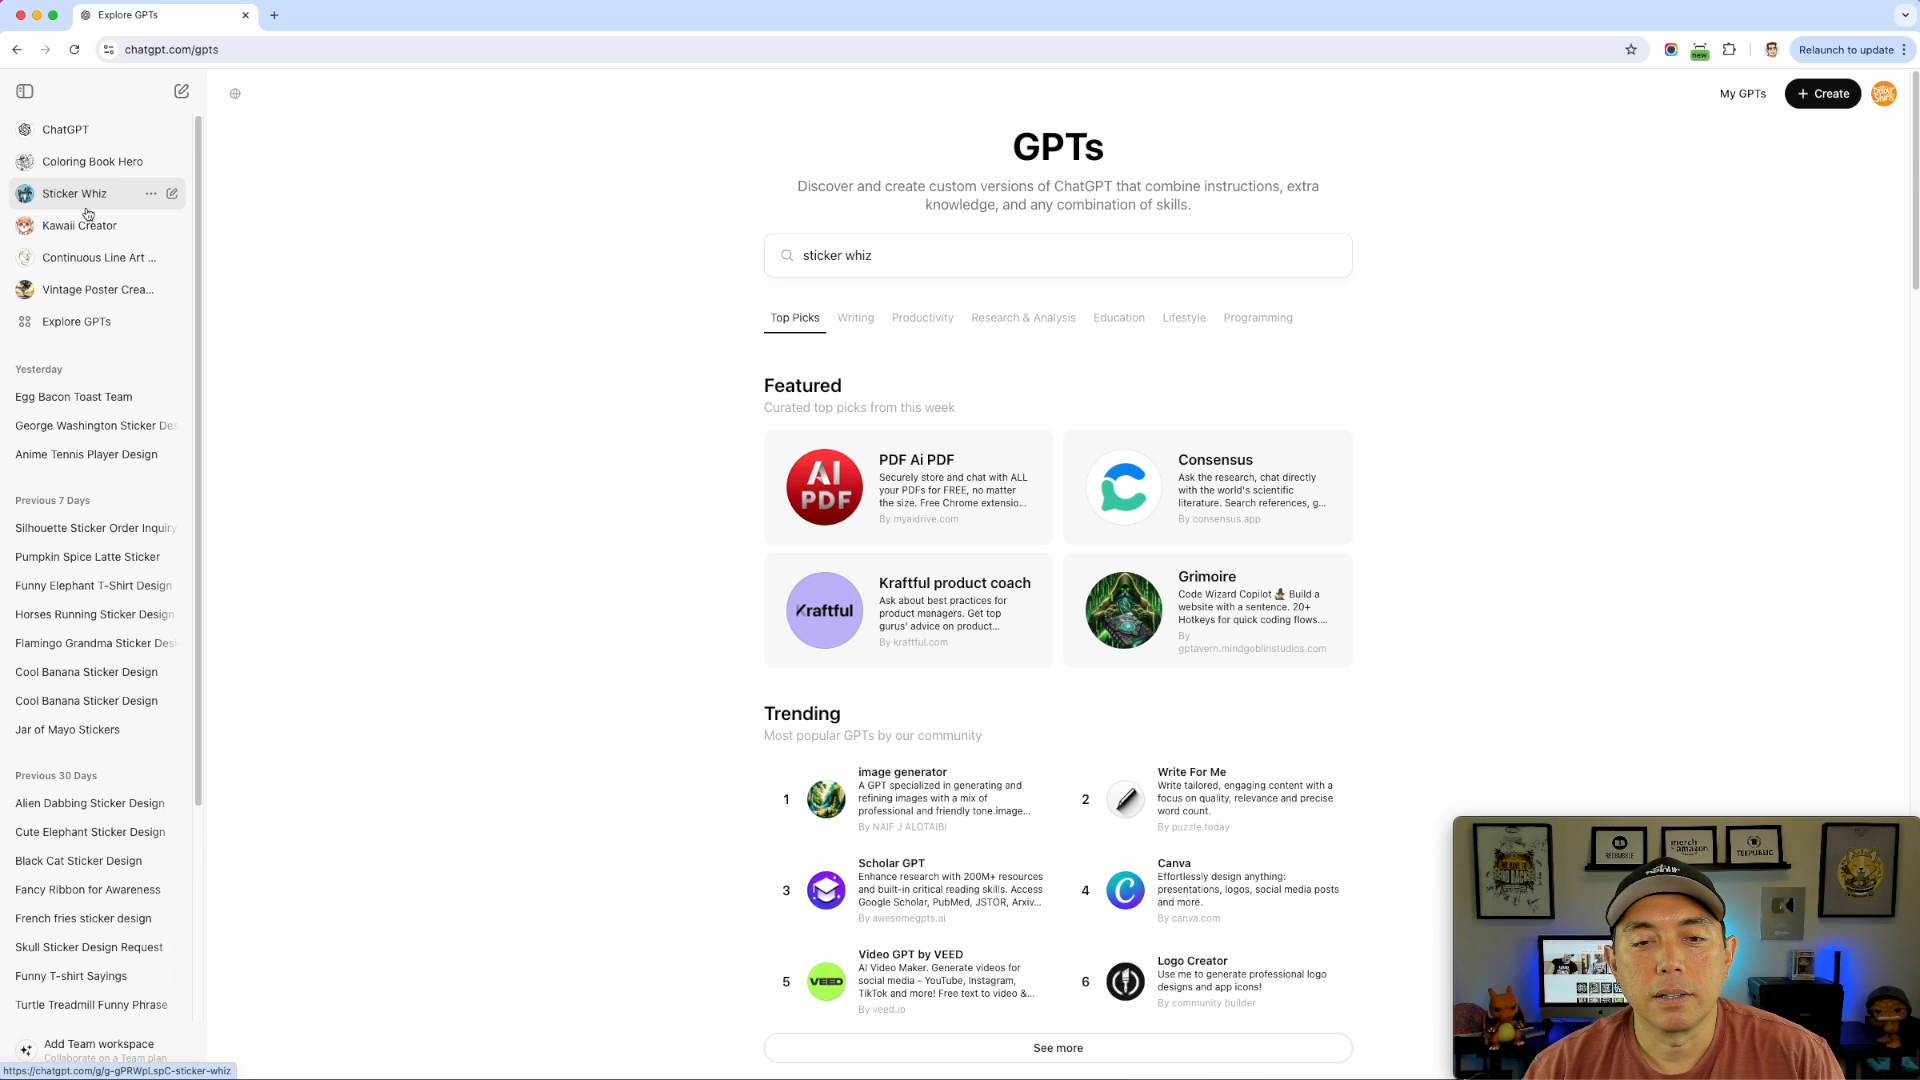 Explore GPTs
chatgpt.com/gpts
new
Relaunch to update
ChatGPT
Coloring Book Hero
Sticker Whiz
Kawaii Creator
Continuous Line Art ...
Vintage Poster Crea...
Explore GPTs
Yesterday
Egg Bacon Toast Team
George Washington Sticker Des
Anime Tennis Player Design
Previous 7 Days
Silhouette Sticker Order Inquiry
Pumpkin Spice Latte Sticker
Funny Elephant T-Shirt Design
Horses Running Sticker Design
Flamingo Grandma Sticker Desi
Cool Banana Sticker Design
Cool Banana Sticker Design
Jar of Mayo Stickers
Previous 30 Days
Alien Dabbing Sticker Design
Cute Elephant Sticker Design
Black Cat Sticker Design
Fancy Ribbon for Awareness
French fries sticker design
Skull Sticker Design Request
Funny T-shirt Sayings
Turtle Treadmill Funny Phrase
Add Team workspace
Collaborate on a Team plan
https://chatgpt.com/g/g-gPRWpLspC-sticker-whiz
My GPTs
+ Create
GPTs
Discover and create custom versions of ChatGPT that combine instructions, extra
knowledge, and any combination of skills.
sticker whiz
Top Picks Writing Productivity Research & Analysis Education Lifestyle Programming
Featured
Curated top picks from this week
AI
PDF
PDF Ai PDF
Securely store and chat with ALL
your PDFs for FREE, no matter
the size. Free Chrome extensio...
By myaidrive.com
Consensus
Ask the research, chat directly
with the world's scientific
literature. Search references, g...
By consensus.app
Kraftful
Kraftful product coach
Ask about best practices for
product managers. Get top
gurus' advice on product...
By kraftful.com
Grimoire
Code Wizard Copilot 🧙 Build a
website with a sentence. 20+
Hotkeys for quick coding flows....
By
gptavern.mindgoblinstudios.com
Trending
Most popular GPTs by our community
1
image generator
A GPT specialized in generating and
refining images with a mix of
professional and friendly tone.image...
By NAIF J ALOTAIBI
2
Write For Me
Write tailored, engaging content with a
focus on quality, relevance and precise
word count.
By puzzle.today
3
Scholar GPT
Enhance research with 200M+ resources
and built-in critical reading skills. Access
Google Scholar, PubMed, JSTOR, Arxiv...
By awesomegpts.ai
4
Canva
Effortlessly design anything:
presentations, logos, social media posts
and more.
By canva.com
5
VEED
Video GPT by VEED
AI Video Maker. Generate videos for
social media - YouTube, Instagram,
TikTok and more! Free text to video &...
By veed.io
6
Logo Creator
Use me to generate professional logo
designs and app icons!
By community builder
See more
REDBUBBLE
merch
amazon
TEEPUBLIC